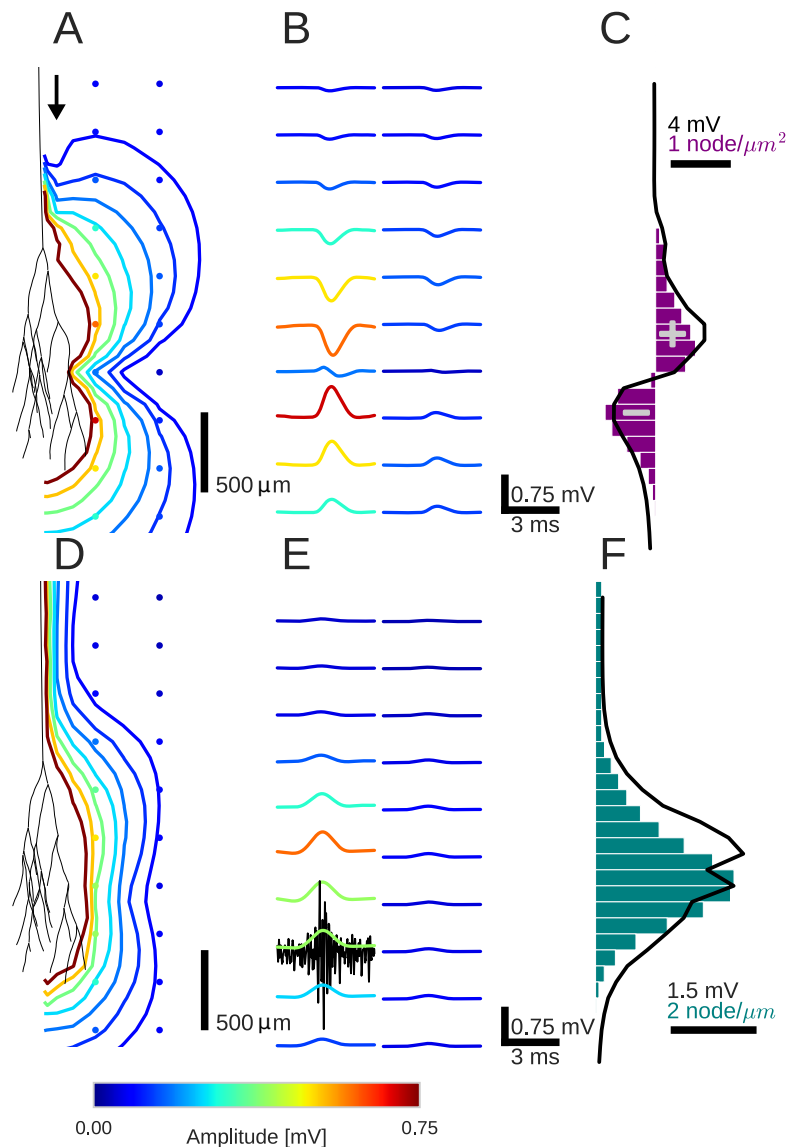 A
B
C
4 mV
1 node/μm²
500 μm
0.75 mV
3 ms
D
E
F
500 μm
0.75 mV
3 ms
1.5 mV
2 node/μm
0.00
Amplitude [mV]
0.75